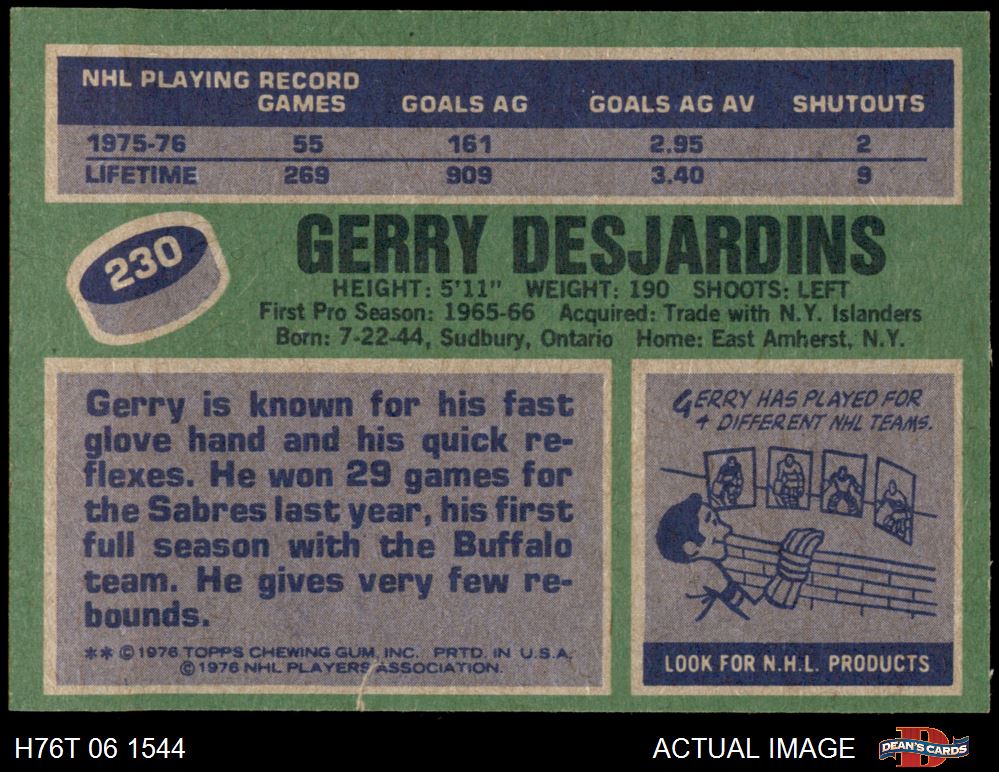 NHL PLAYING RECORD
GAMES GOALS AG GOALS AG AV SHUTOUTS
1975-76 55 161 2.95 2
LIFETIME 269 909 3.40 9
230
GERRY DESJARDINS
HEIGHT: 5'11" WEIGHT: 190 SHOOTS: LEFT
First Pro Season: 1965-66 Acquired: Trade with N.Y. Islanders
Born: 7-22-44, Sudbury, Ontario Home: East Amherst, N.Y.
Gerry is known for his fast
glove hand and his quick re-
flexes. He won 29 games for
the Sabres last year, his first
full season with the Buffalo
team. He gives very few re-
bounds.
** © 1976 TOPPS CHEWING GUM, INC. PRTD. IN U.S.A.
© 1976 NHL PLAYERS ASSOCIATION.
GERRY HAS PLAYED FOR
4 DIFFERENT NHL TEAMS.
LOOK FOR N.H.L. PRODUCTS
H76T 06 1544
ACTUAL IMAGE
D
DEAN'S CARDS